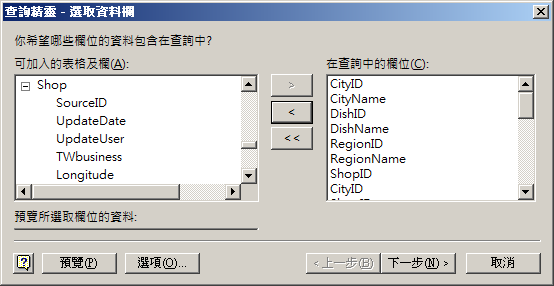 查詢精靈 - 選取資料欄
你希望哪些欄位的資料包含在查詢中?
可加入的表格及欄(A):
Shop
SourceID
UpdateDate
UpdateUser
TWbusiness
Longitude
>
<
<<
在查詢中的欄位(C):
CityID
CityName
DishID
DishName
RegionID
RegionName
ShopID
CityID
預覽所選取欄位的資料:
預覽(P)
選項(O)...
< 上一步(B)
下一步(N) >
取消